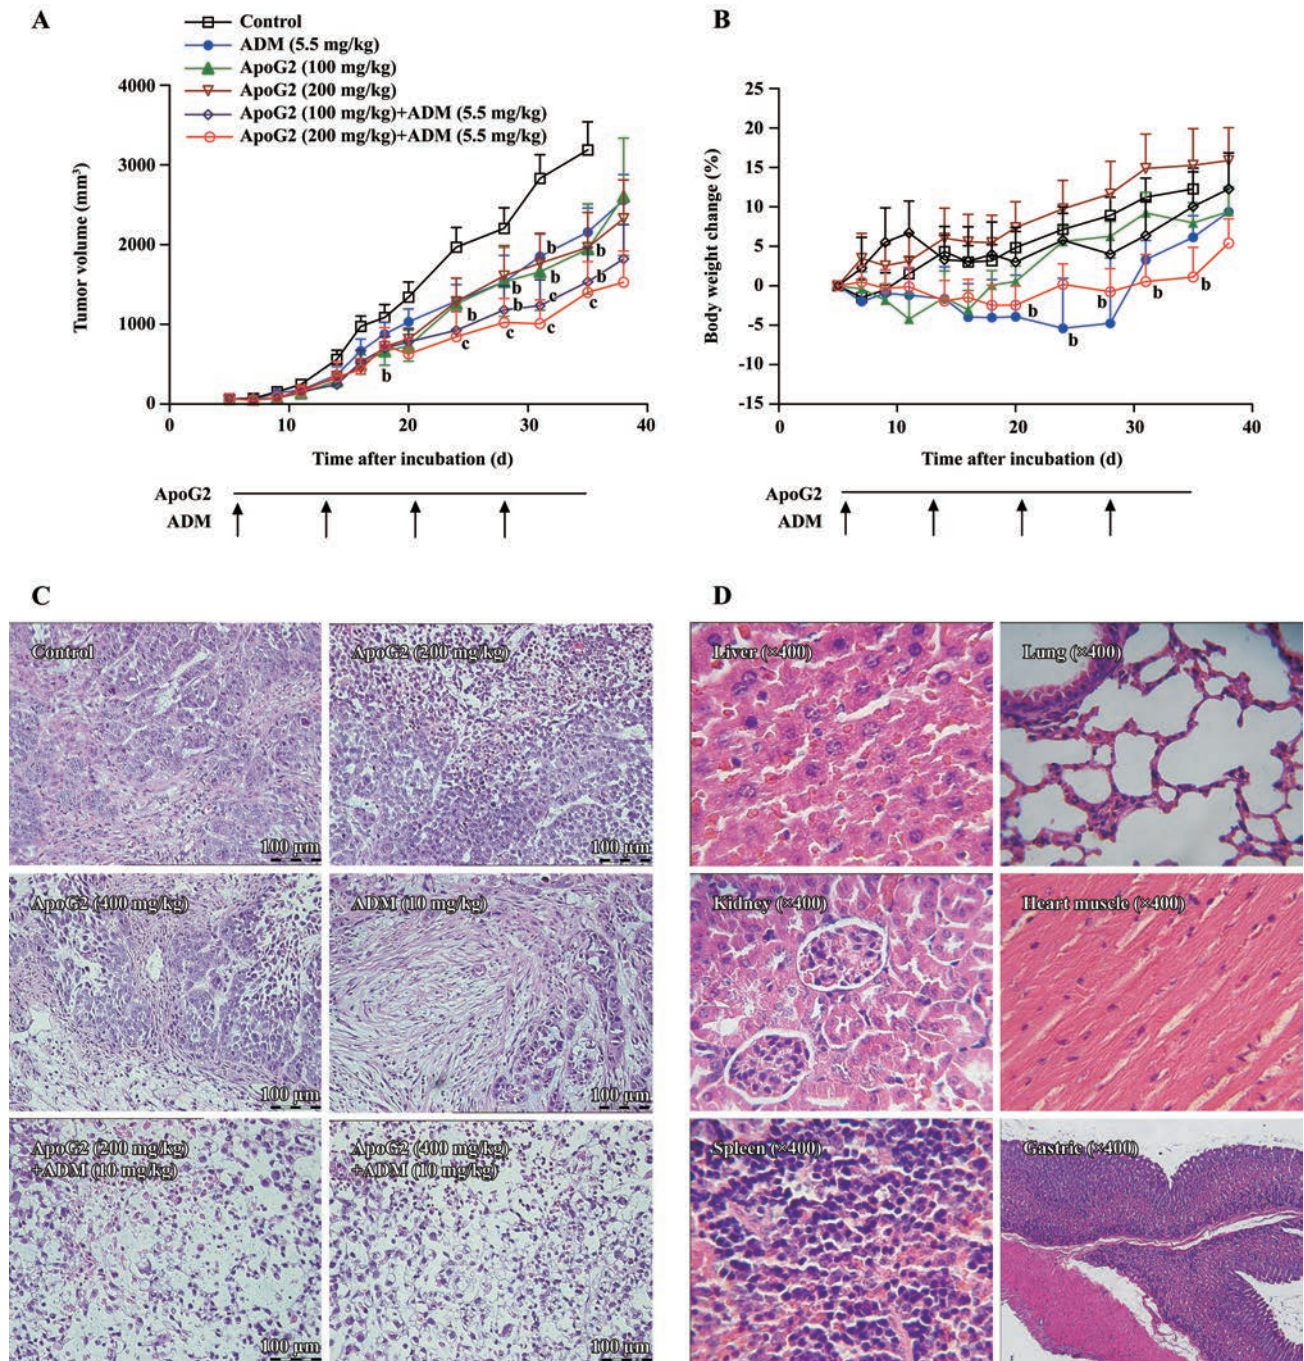 A
Control
ADM (5.5 mg/kg)
ApoG2 (100 mg/kg)
ApoG2 (200 mg/kg)
ApoG2 (100 mg/kg)+ADM (5.5 mg/kg)
ApoG2 (200 mg/kg)+ADM (5.5 mg/kg)
Tumor volume (mm³)
4000
3000
2000
1000
0
b
b
b
b
b
b
c
c
c
c
0
10
20
30
40
Time after incubation (d)
ApoG2
ADM
B
Body weight change (%)
25
20
15
10
5
0
-5
-10
-15
b
b
b
b
b
0
10
20
30
40
Time after incubation (d)
ApoG2
ADM
C
Control
100 μm
ApoG2 (200 mg/kg)
100 μm
ApoG2 (400 mg/kg)
100 μm
ADM (10 mg/kg)
100 μm
ApoG2 (200 mg/kg)
+ADM (10 mg/kg)
100 μm
ApoG2 (400 mg/kg)
+ADM (10 mg/kg)
100 μm
D
Liver (×400)
Lung (×400)
Kidney (×400)
Heart muscle (×400)
Spleen (×400)
Gastric (×400)